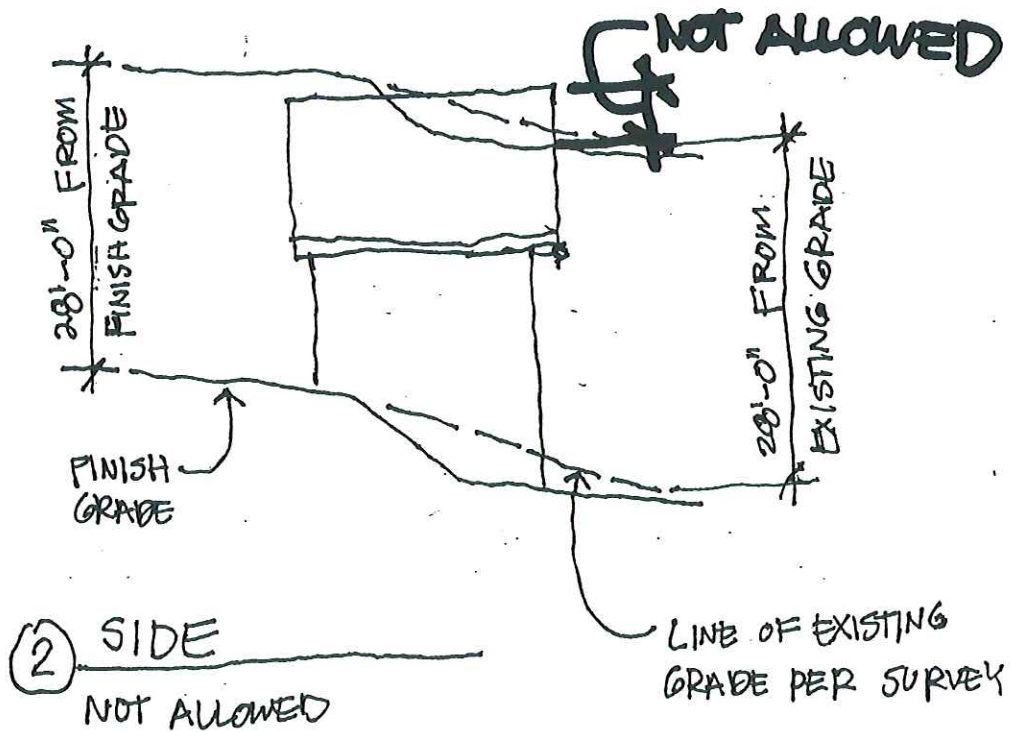 NOT ALLOWED
28'-0" FROM
FINISH GRADE
28'-0" FROM
EXISTING GRADE
FINISH
GRADE
LINE OF EXISTING
GRADE PER SURVEY
2 SIDE
NOT ALLOWED